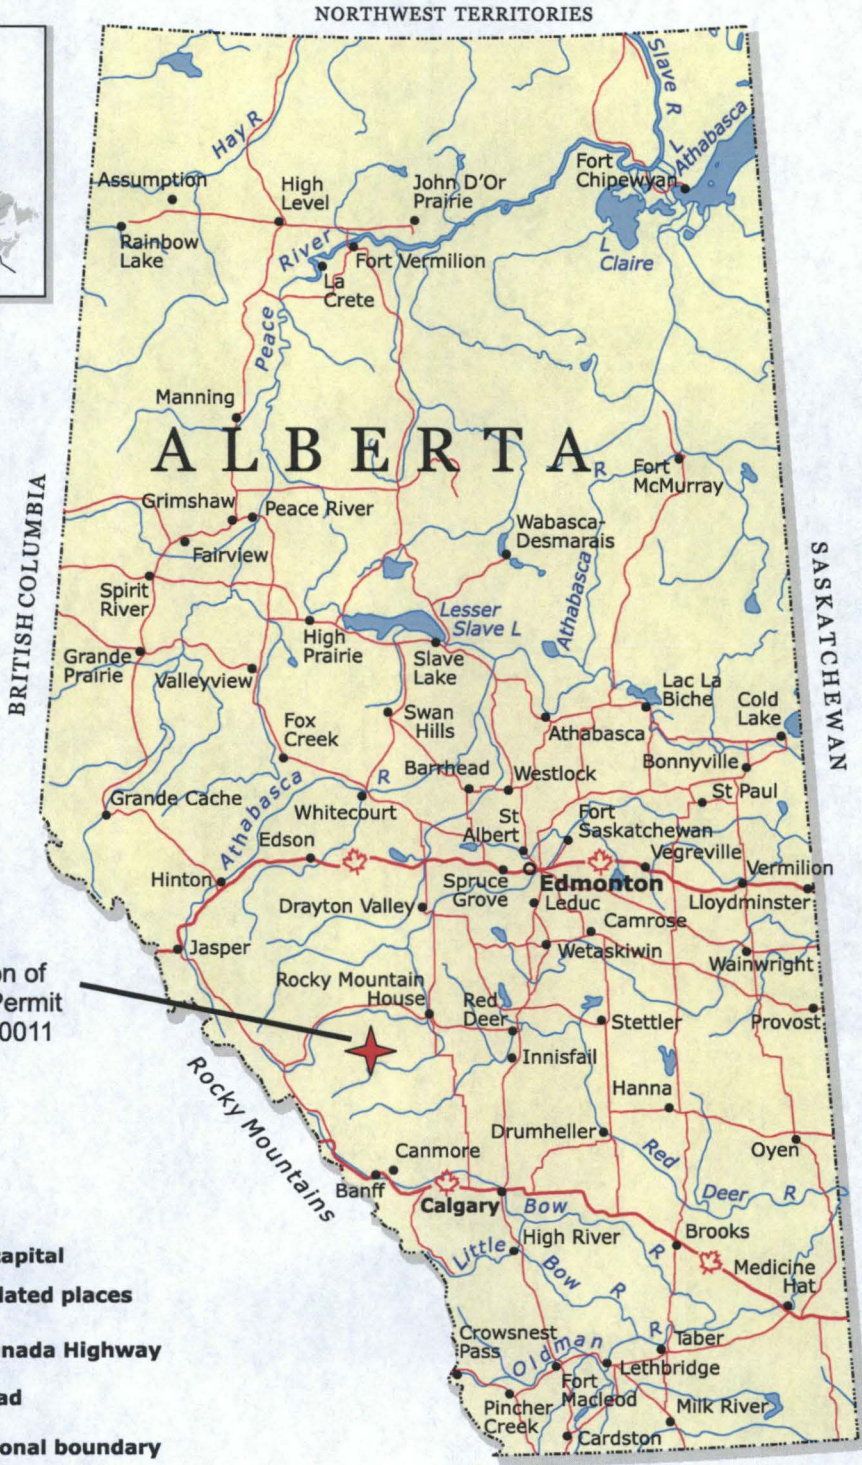 NORTHWEST TERRITORIES
Slave R
L Athabasca
Hay R
Fort
Chipewyan
Assumption
High
Level
John D'Or
Prairie
Rainbow
Lake
River
Fort Vermilion
L
Claire
La
Crete
Peace
Manning
ALBERTA
R
Fort
McMurray
BRITISH COLUMBIA
Grimshaw
Peace River
Wabasca-
Desmarais
Fairview
SASKATCHEWAN
Spirit
River
Athabasca
Lesser
Slave L
High
Prairie
Grande
Prairie
Slave
Lake
Valleyview
Lac La
Biche
Cold
Lake
Fox
Creek
Swan
Hills
Athabasca
Barrhead
Westlock
Bonnyville
Athabasca
R
St Paul
Grande Cache
Whitecourt
St
Albert
Fort
Saskatchewan
Edson
Vegreville
Vermilion
Hinton
Spruce
Grove
Edmonton
Lloydminster
Drayton Valley
Leduc
Camrose
Jasper
Wetaskiwin
Wainwright
on of
Permit
0011
Rocky Mountain
House
Red
Deer
Stettler
Provost
Innisfail
Rocky Mountains
Hanna
Drumheller
Red
Deer R
Oyen
Canmore
Banff
Calgary
Bow
R
High River
Brooks
Little
Bow
R
Medicine
Hat
capital
lated places
nada Highway
ad
onal boundary
Crowsnest
Pass
Oldman
R
Taber
Lethbridge
Fort
Macleod
Pincher
Creek
Milk River
Cardston